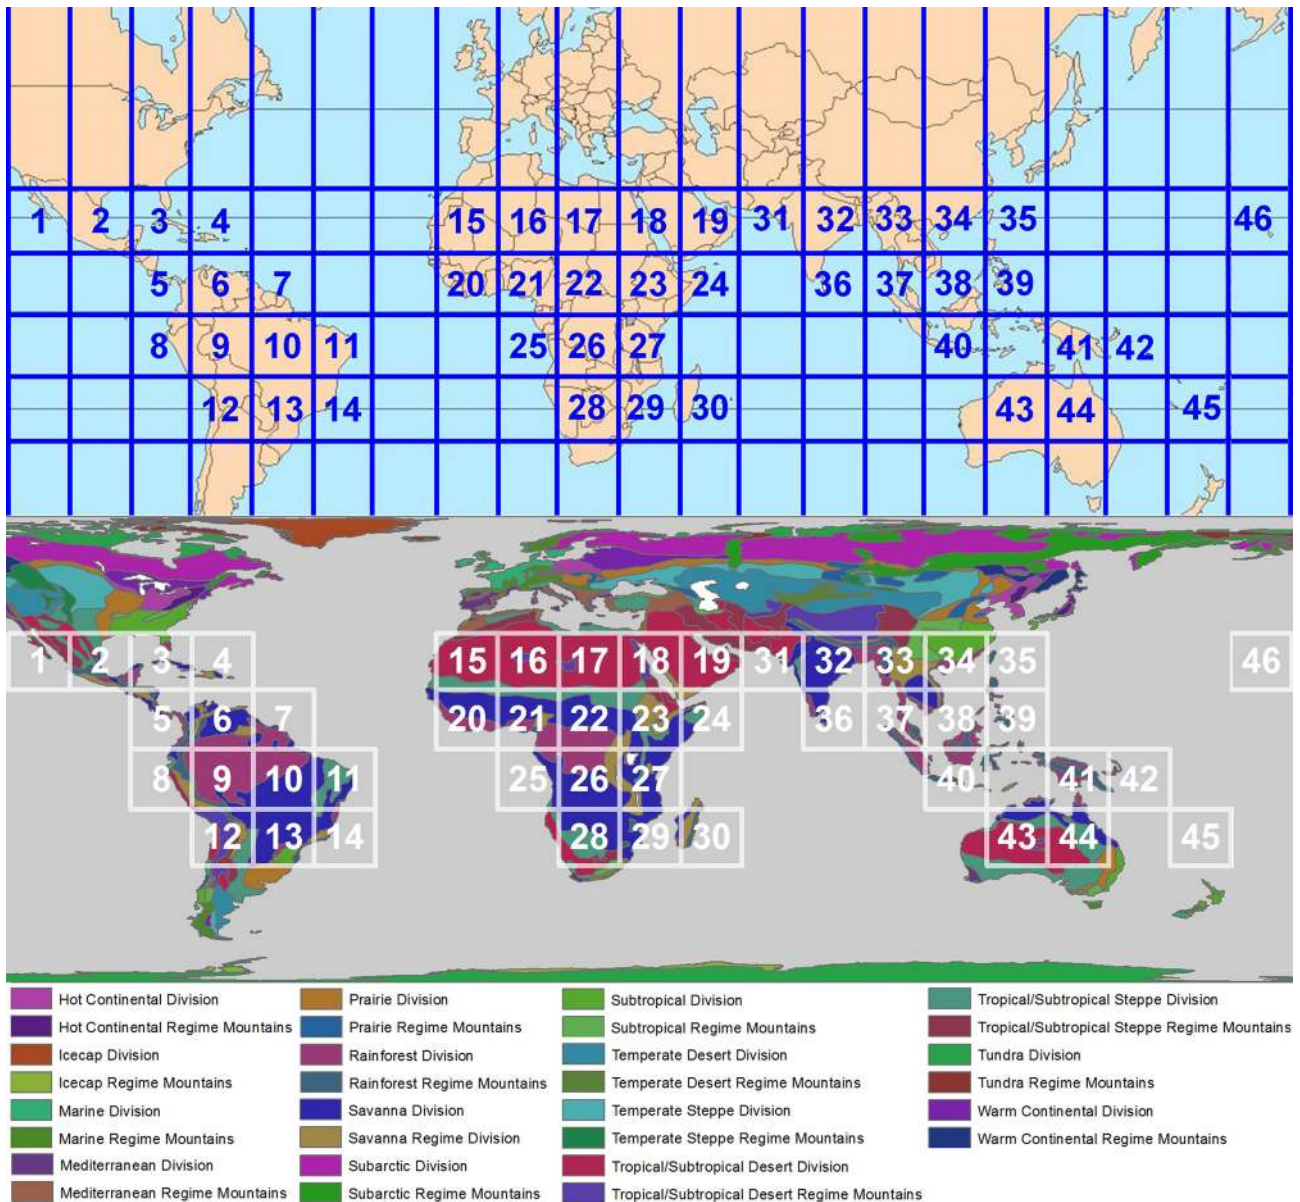 1 2 3 4 15 16 17 18 19 31 32 33 34 35 46
5 6 7 20 21 22 23 24 36 37 38 39
8 9 10 11 25 26 27 40 41 42
12 13 14 28 29 30 43 44 45
1 2 3 4 15 16 17 18 19 31 32 33 34 35 46
5 6 7 20 21 22 23 24 36 37 38 39
8 9 10 11 25 26 27 40 41 42
12 13 14 28 29 30 43 44 45
Hot Continental Division
Hot Continental Regime Mountains
Icecap Division
Icecap Regime Mountains
Marine Division
Marine Regime Mountains
Mediterranean Division
Mediterranean Regime Mountains
Prairie Division
Prairie Regime Mountains
Rainforest Division
Rainforest Regime Mountains
Savanna Division
Savanna Regime Division
Subarctic Division
Subarctic Regime Mountains
Subtropical Division
Subtropical Regime Mountains
Temperate Desert Division
Temperate Desert Regime Mountains
Temperate Steppe Division
Temperate Steppe Regime Mountains
Tropical/Subtropical Desert Division
Tropical/Subtropical Desert Regime Mountains
Tropical/Subtropical Steppe Division
Tropical/Subtropical Steppe Regime Mountains
Tundra Division
Tundra Regime Mountains
Warm Continental Division
Warm Continental Regime Mountains